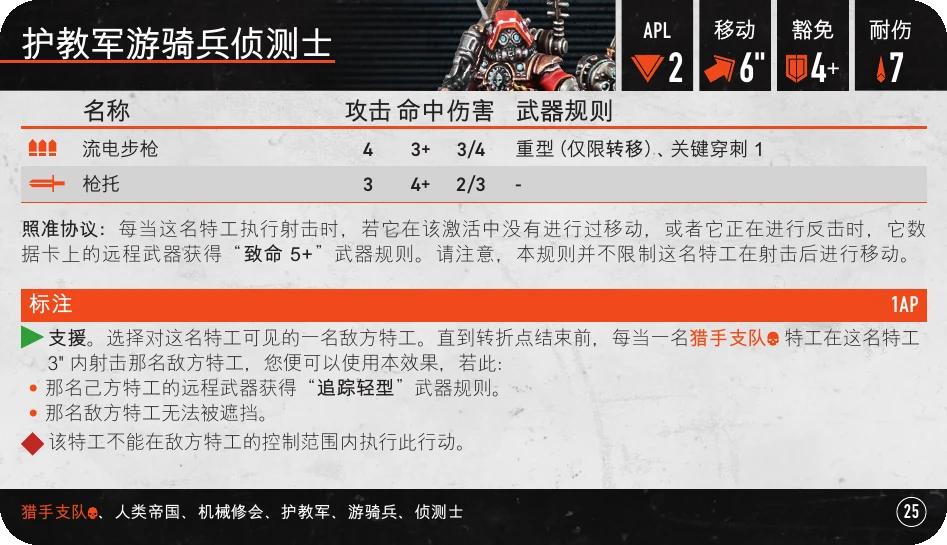 护教军游骑兵侦测士
APL 移动 豁免 耐伤
2 6" 4+ 7
名称 攻击 命中 伤害 武器规则
流电步枪 4 3+ 3/4 重型（仅限转移）、关键穿刺 1
枪托 3 4+ 2/3 -
照准协议：每当这名特工执行射击时，若它在该激活中没有进行过移动，或者它正在进行反击时，它数
据卡上的远程武器获得“致命 5+”武器规则。请注意，本规则并不限制这名特工在射击后进行移动。
标注 1AP
支援。选择对这名特工可见的一名敌方特工。直到转折点结束前，每当一名猎手支队特工在这名特工
3" 内射击那名敌方特工，您便可以使用本效果，若此：
• 那名己方特工的远程武器获得“追踪轻型”武器规则。
• 那名敌方特工无法被遮挡。
该特工不能在敌方特工的控制范围内执行此行动。
猎手支队、人类帝国、机械修会、护教军、游骑兵、侦测士
25